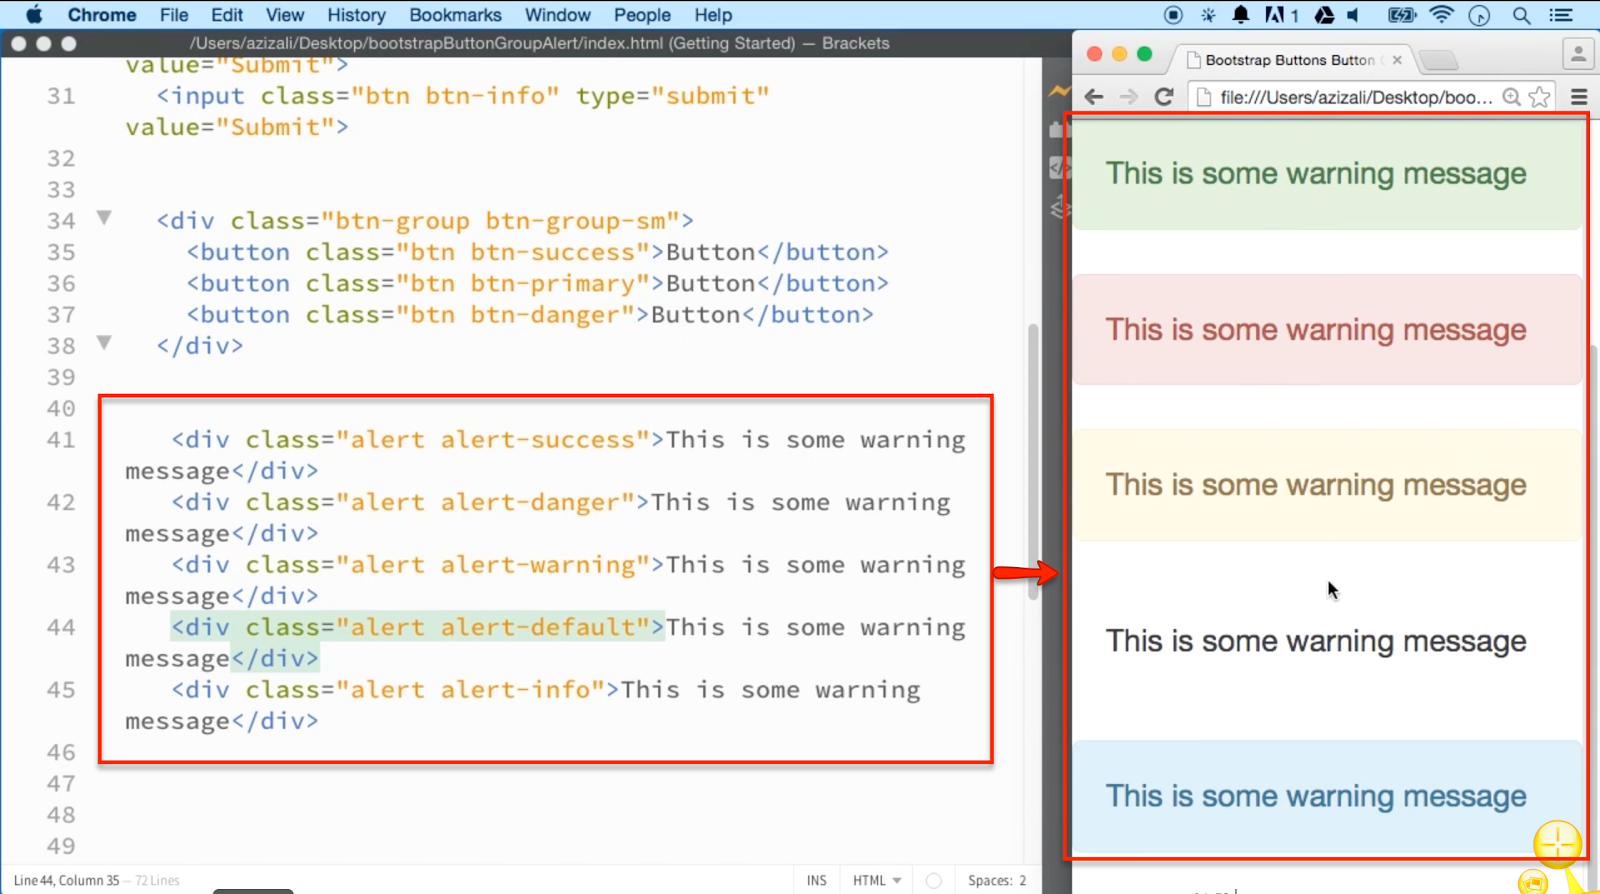 Chrome File Edit View History Bookmarks Window People Help
1
/Users/azizali/Desktop/bootstrapButtonGroupAlert/index.html (Getting Started) — Brackets
value="Submit">
31 <input class="btn btn-info" type="submit"
value="Submit">
32
33
34 <div class="btn-group btn-group-sm">
35 <button class="btn btn-success">Button</button>
36 <button class="btn btn-primary">Button</button>
37 <button class="btn btn-danger">Button</button>
38 </div>
39
40
41 <div class="alert alert-success">This is some warning
message</div>
42 <div class="alert alert-danger">This is some warning
message</div>
43 <div class="alert alert-warning">This is some warning
message</div>
44 <div class="alert alert-default">This is some warning
message</div>
45 <div class="alert alert-info">This is some warning
message</div>
46
47
48
49
Line 44, Column 35 — 72 Lines
INS HTML Spaces: 2
Bootstrap Buttons Button
file:///Users/azizali/Desktop/boo...
This is some warning message
This is some warning message
This is some warning message
This is some warning message
This is some warning message